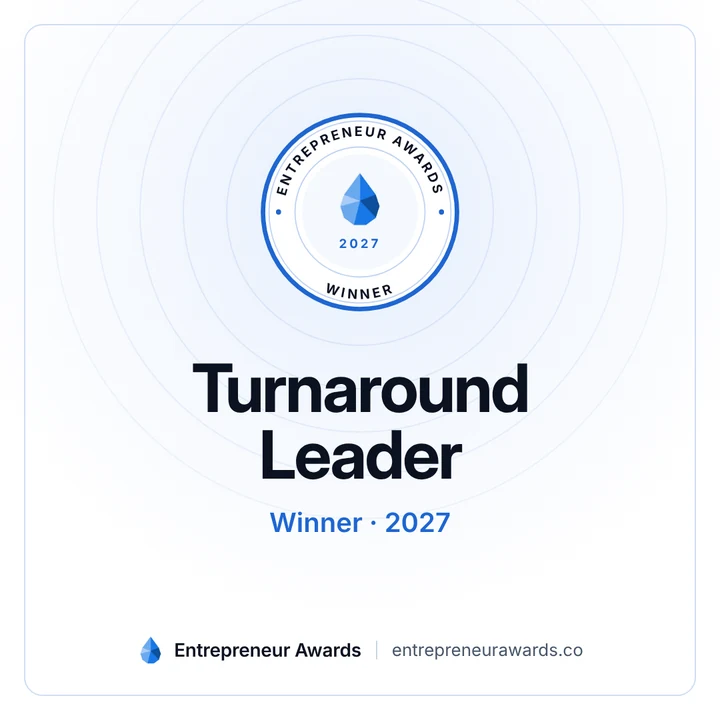 ENTREPRENEUR AWARDS
2027
WINNER
Turnaround
Leader
Winner · 2027
Entrepreneur Awards | entrepreneurawards.co